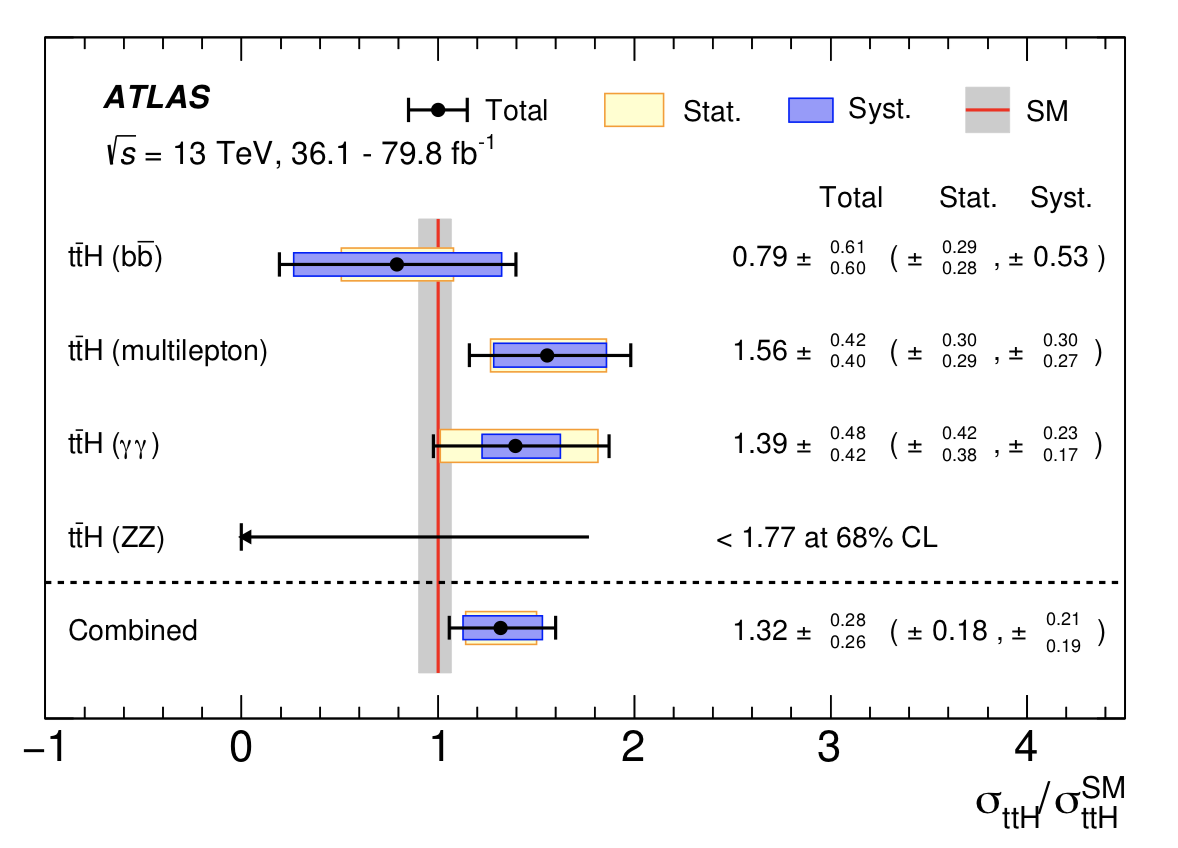 ATLAS
Total Stat. Syst. SM
√s = 13 TeV, 36.1 - 79.8 fb⁻¹
Total Stat. Syst.
tt̄H (bb̄) 0.79 ± 0.61 0.60 ( ± 0.29 0.28 , ± 0.53 )
tt̄H (multilepton) 1.56 ± 0.42 0.40 ( ± 0.30 0.29 , ± 0.30 0.27 )
tt̄H (γγ) 1.39 ± 0.48 0.42 ( ± 0.42 0.38 , ± 0.23 0.17 )
tt̄H (ZZ) < 1.77 at 68% CL
Combined 1.32 ± 0.28 0.26 ( ± 0.18 , ± 0.21 0.19 )
−1 0 1 2 3 4
σttH/σSMttH